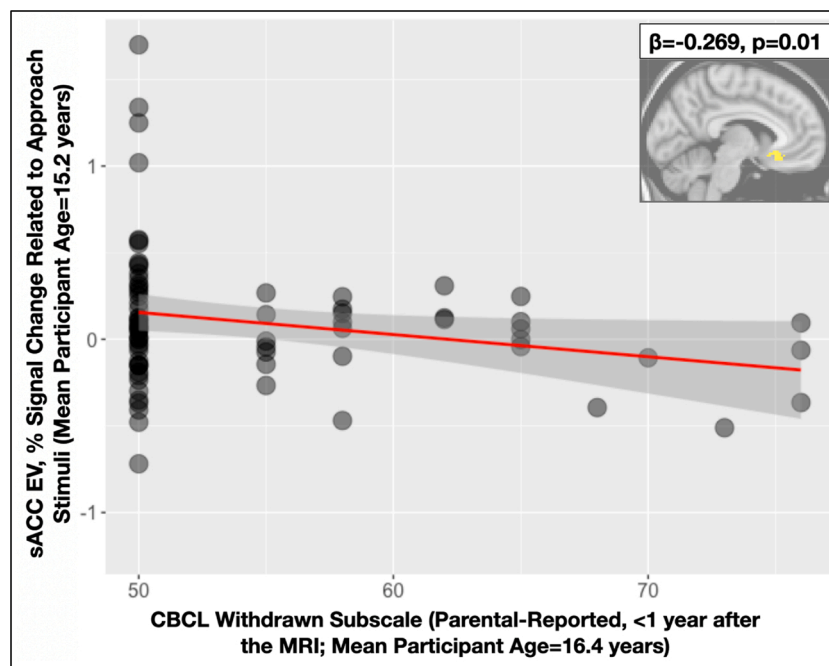 β=-0.269, p=0.01
sACC EV, % Signal Change Related to Approach
Stimuli (Mean Participant Age=15.2 years)
1
0
-1
50
60
70
CBCL Withdrawn Subscale (Parental-Reported, <1 year after
the MRI; Mean Participant Age=16.4 years)